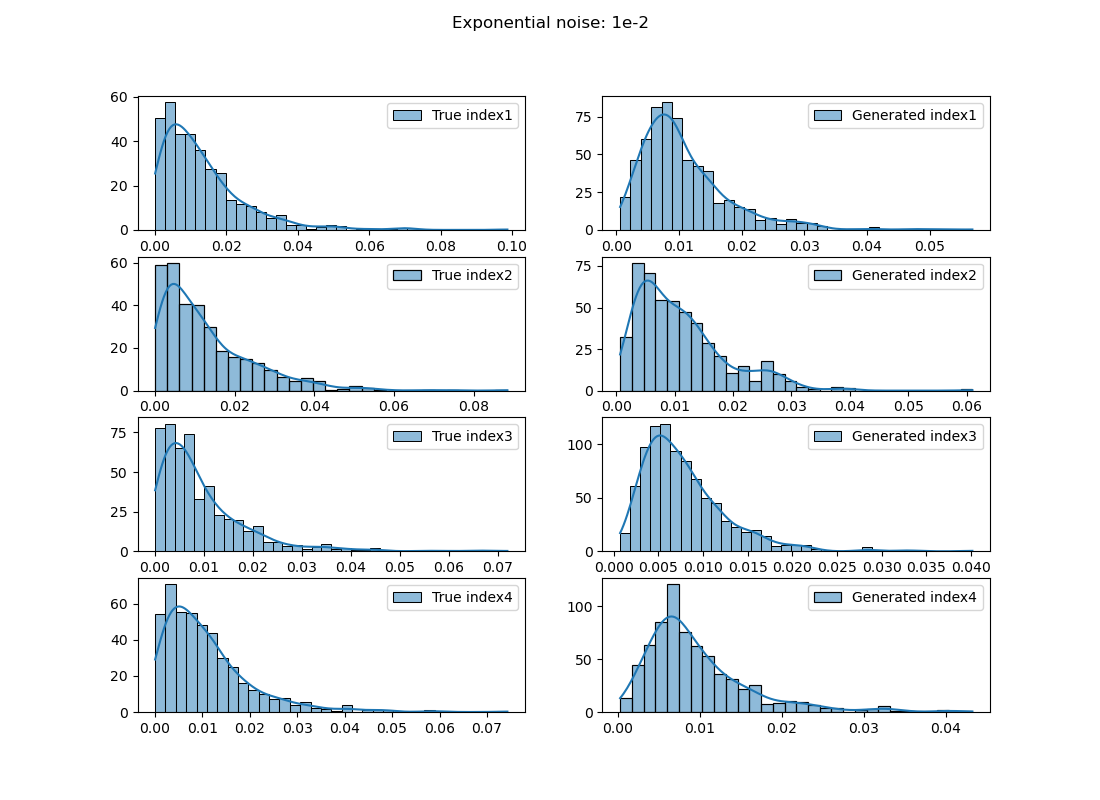 Exponential noise: 1e-2
60
40
20
0
True index1
0.00 0.02 0.04 0.06 0.08 0.10
75
50
25
0
Generated index1
0.00 0.01 0.02 0.03 0.04 0.05
60
40
20
0
True index2
0.00 0.02 0.04 0.06 0.08
75
50
25
0
Generated index2
0.00 0.01 0.02 0.03 0.04 0.05 0.06
75
50
25
0
True index3
0.00 0.01 0.02 0.03 0.04 0.05 0.06 0.07
100
50
0
Generated index3
0.000 0.005 0.010 0.015 0.020 0.025 0.030 0.035 0.040
60
40
20
0
True index4
0.00 0.01 0.02 0.03 0.04 0.05 0.06 0.07
100
50
0
Generated index4
0.00 0.01 0.02 0.03 0.04